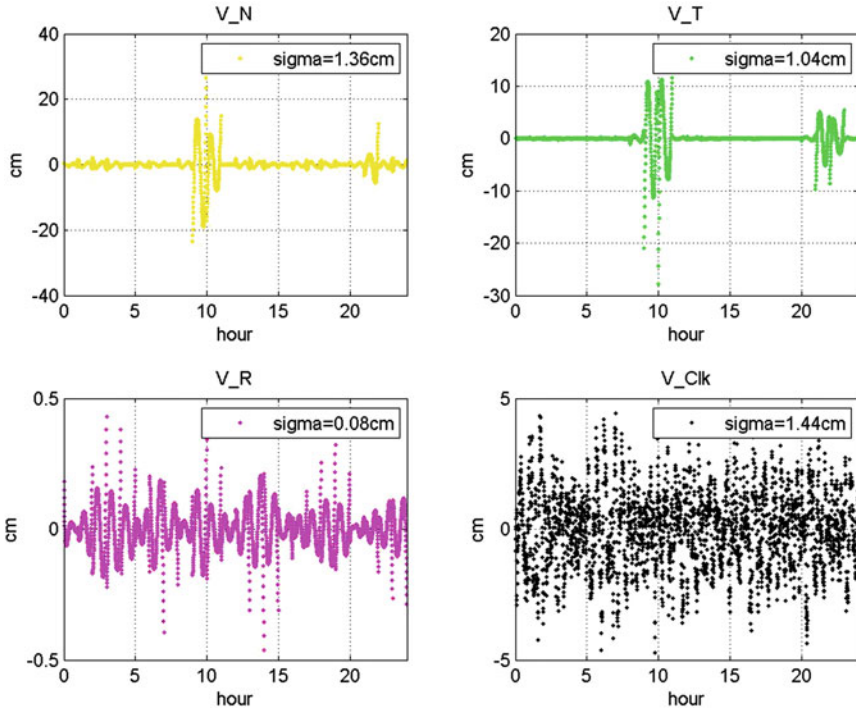 V_N
40
20
0
-20
-40
cm
sigma=1.36cm
0 5 10 15 20
hour
V_T
20
10
0
-10
-20
-30
cm
sigma=1.04cm
0 5 10 15 20
hour
V_R
0.5
0
-0.5
cm
sigma=0.08cm
0 5 10 15 20
hour
V_Clk
5
0
-5
cm
sigma=1.44cm
0 5 10 15 20
hour